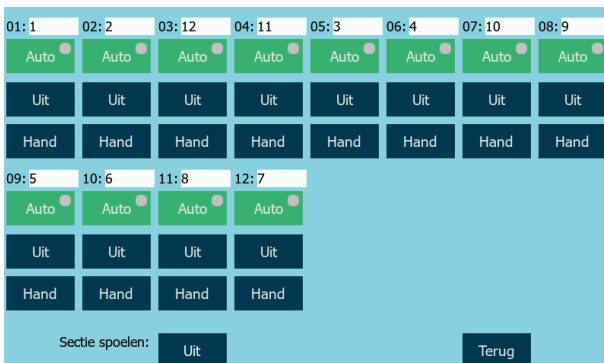 01: 1 02: 2 03: 12 04: 11 05: 3 06: 4 07: 10 08: 9
Auto Auto Auto Auto Auto Auto Auto Auto
Uit Uit Uit Uit Uit Uit Uit Uit
Hand Hand Hand Hand Hand Hand Hand Hand
09: 5 10: 6 11: 8 12: 7
Auto Auto Auto Auto
Uit Uit Uit Uit
Hand Hand Hand Hand
Sectie spoelen: Uit Terug